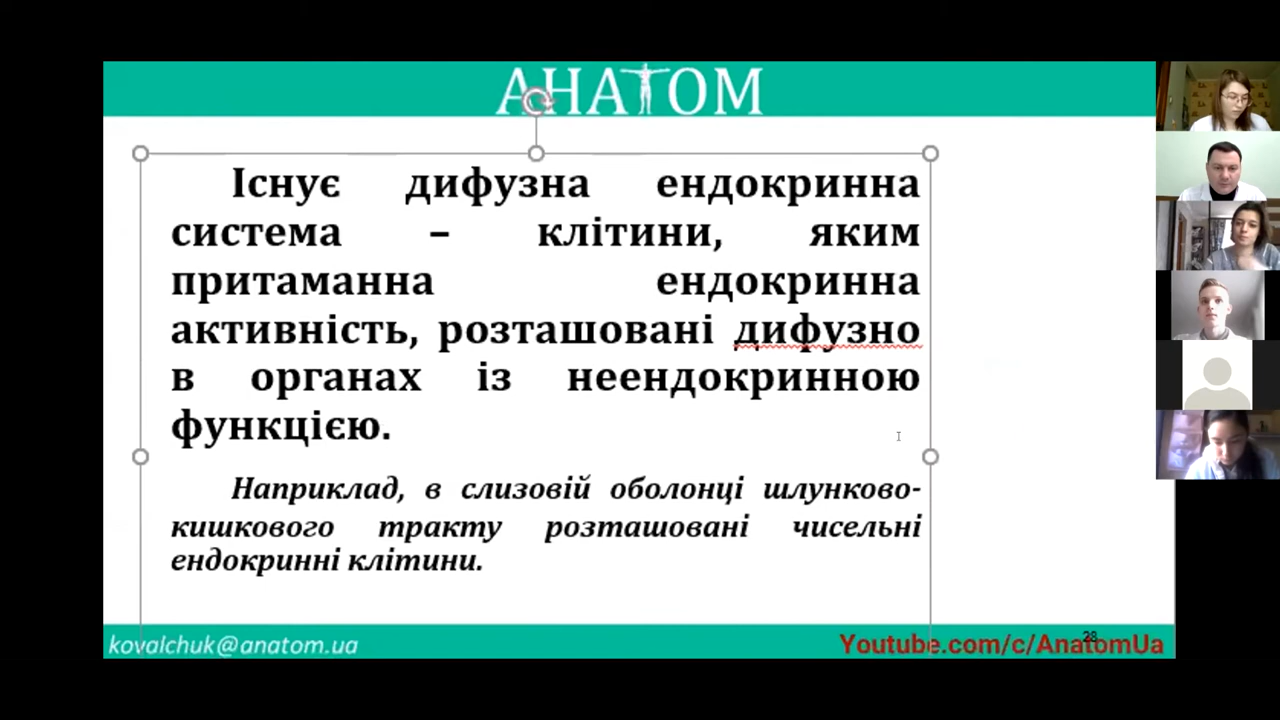 АНАТОМ
Існує дифузна ендокринна
система – клітини, яким
притаманна ендокринна
активність, розташовані дифузно
в органах із неендокринною
функцією.
Наприклад, в слизовій оболонці шлунково-
кишкового тракту розташовані чисельні
ендокринні клітини.
kovalchuk@anatom.ua
28
Youtube.com/c/AnatomUa